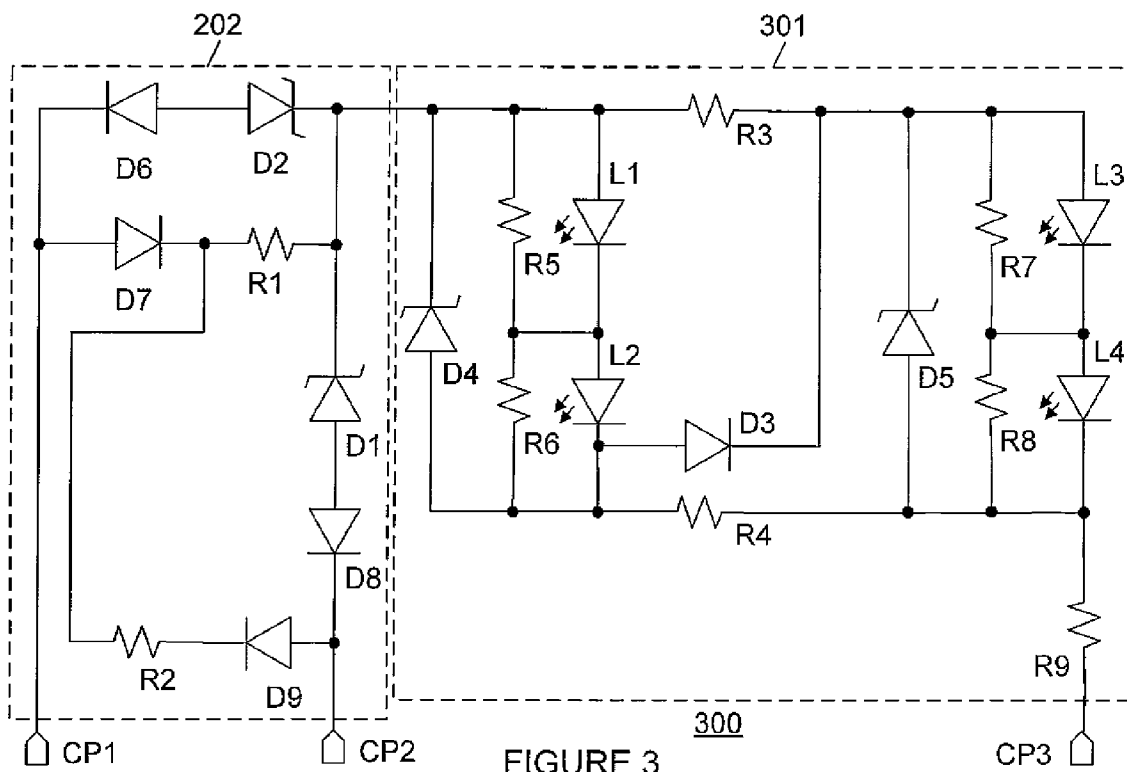 202
301
D6
D2
R3
L1
L3
D7
R1
R5
R7
D4
L2
D5
L4
D1
R6
D3
R8
R4
D8
R2
D9
R9
CP1
CP2
300
CP3
FIGURE 3